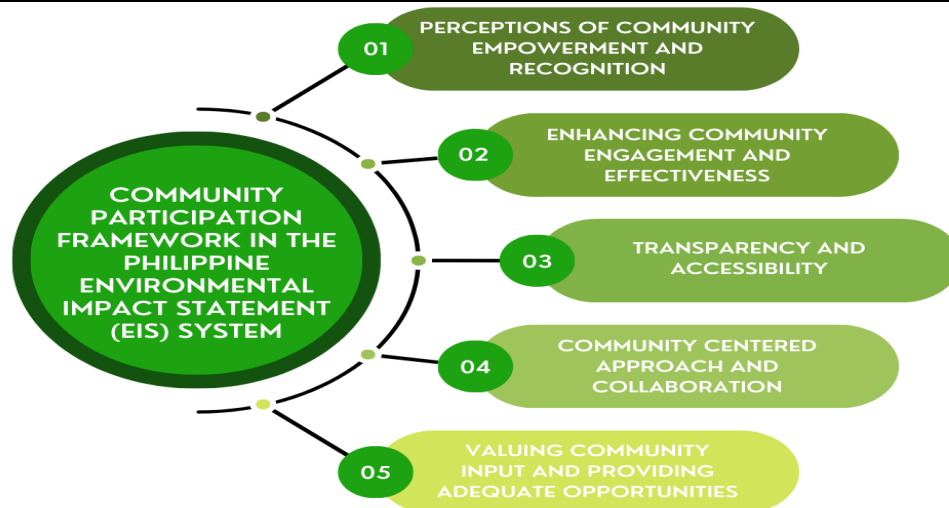 COMMUNITY
PARTICIPATION
FRAMEWORK IN THE
PHILIPPINE
ENVIRONMENTAL
IMPACT STATEMENT
(EIS) SYSTEM
01
PERCEPTIONS OF COMMUNITY
EMPOWERMENT AND
RECOGNITION
02
ENHANCING COMMUNITY
ENGAGEMENT AND
EFFECTIVENESS
03
TRANSPARENCY AND
ACCESSIBILITY
04
COMMUNITY CENTERED
APPROACH AND
COLLABORATION
05
VALUING COMMUNITY
INPUT AND PROVIDING
ADEQUATE OPPORTUNITIES